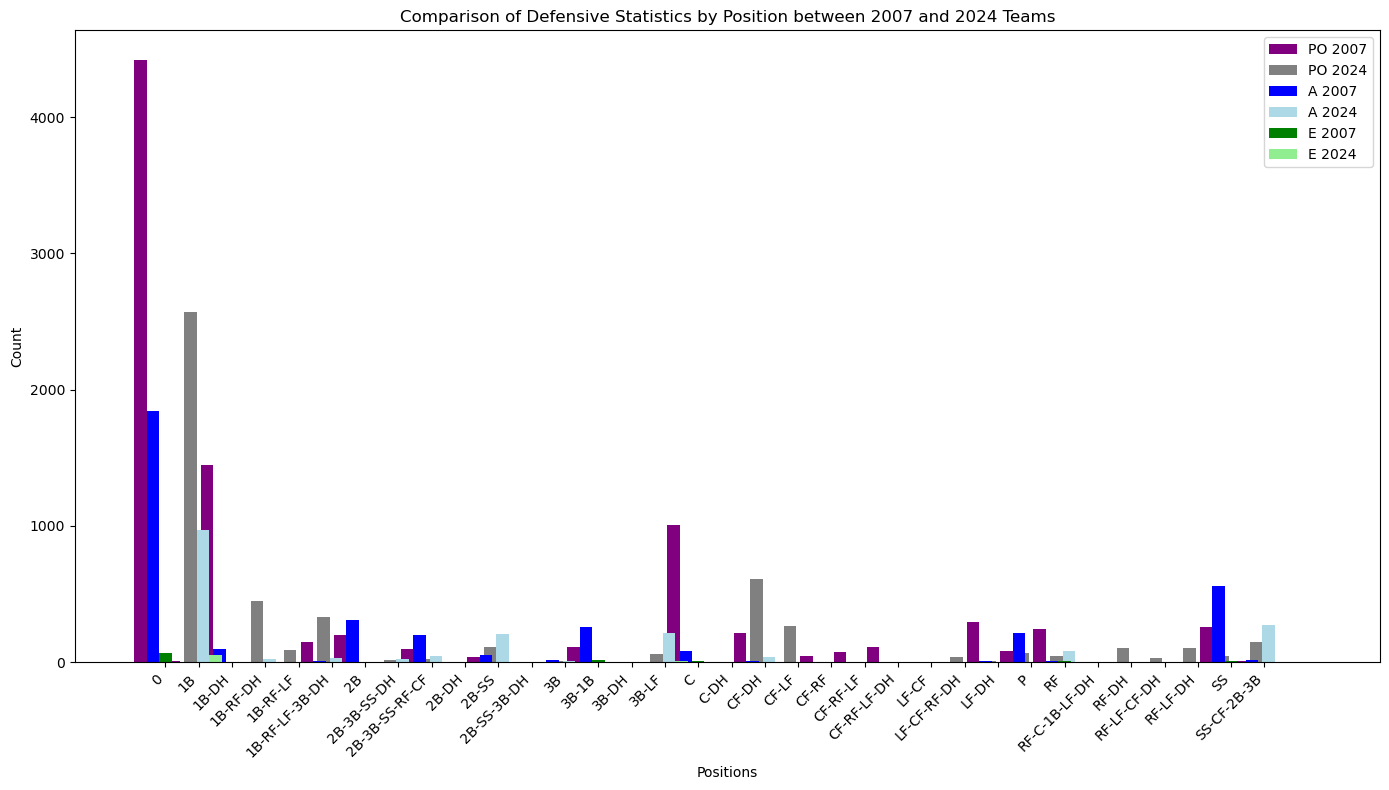 Comparison of Defensive Statistics by Position between 2007 and 2024 Teams
PO 2007
PO 2024
A 2007
A 2024
E 2007
E 2024
Count
4000
3000
2000
1000
0
0
1B
1B-DH
1B-RF-DH
1B-RF-LF
1B-RF-LF-3B-DH
2B
2B-3B-SS-DH
2B-3B-SS-RF-CF
2B-DH
2B-SS
2B-SS-3B-DH
3B
3B-1B
3B-DH
3B-LF
C
C-DH
CF-DH
CF-LF
CF-RF
CF-RF-LF
CF-RF-LF-DH
LF-CF
LF-CF-RF-DH
LF-DH
P
RF
RF-C-1B-LF-DH
RF-DH
RF-LF-CF-DH
RF-LF-DH
SS
SS-CF-2B-3B
Positions